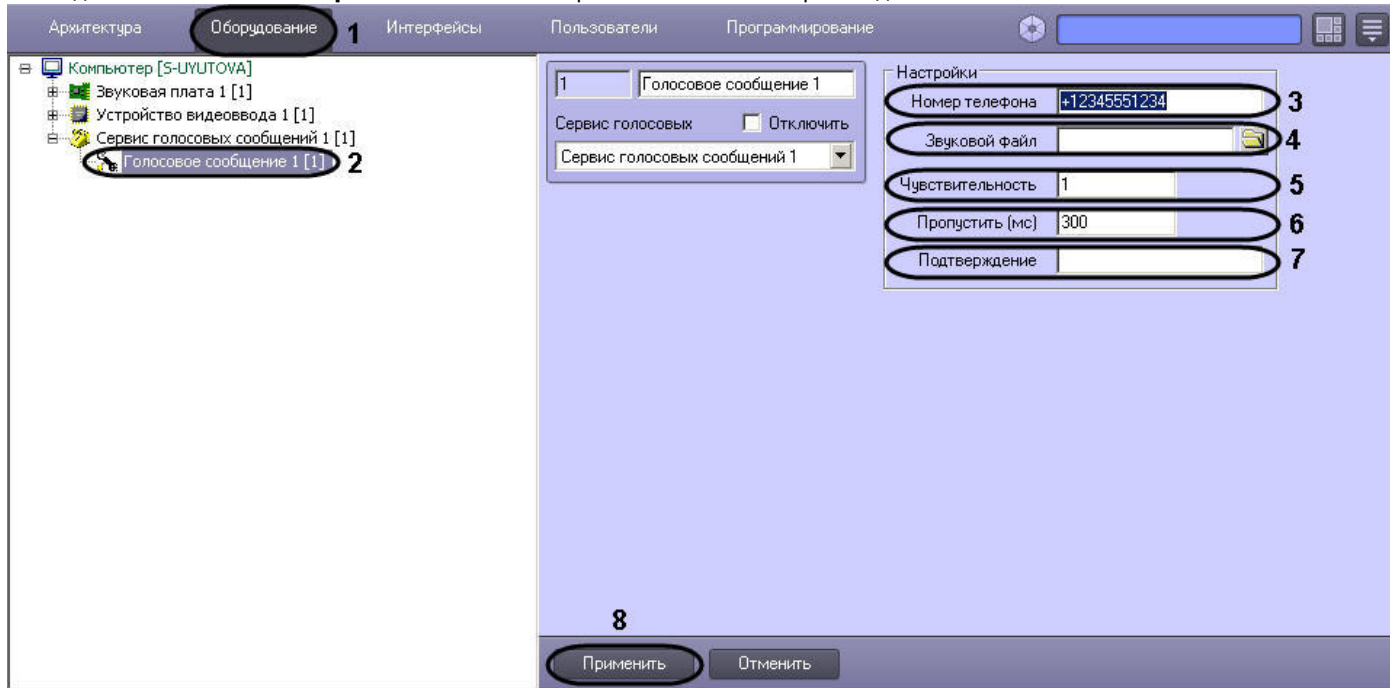 Архитектура Оборудование 1 Интерфейсы Пользователи Программирование
Компьютер [S-UYUTOVA]
Звуковая плата 1 [1]
Устройство видеоввода 1 [1]
Сервис голосовых сообщений 1 [1]
Голосовое сообщение 1 [1] 2
1 Голосовое сообщение 1
Сервис голосовых Отключить
Сервис голосовых сообщений 1
Настройки
Номер телефона +12345551234 3
Звуковой файл 4
Чувствительность 1 5
Пропустить (мс) 300 6
Подтверждение 7
8
Применить Отменить